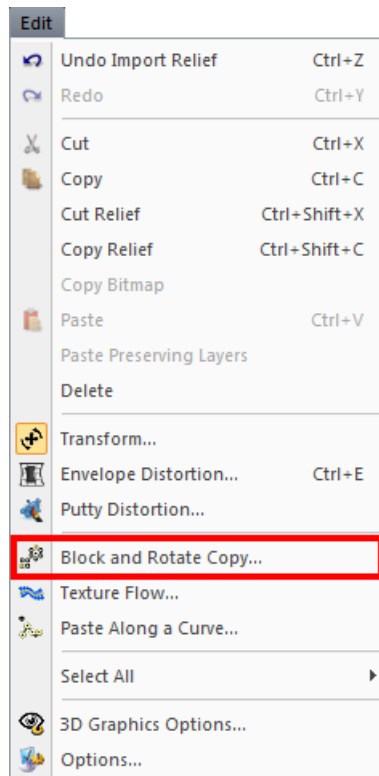 Edit
Undo Import Relief Ctrl+Z
Redo Ctrl+Y
Cut Ctrl+X
Copy Ctrl+C
Cut Relief Ctrl+Shift+X
Copy Relief Ctrl+Shift+C
Copy Bitmap
Paste Ctrl+V
Paste Preserving Layers
Delete
Transform...
Envelope Distortion... Ctrl+E
Putty Distortion...
Block and Rotate Copy...
Texture Flow...
Paste Along a Curve...
Select All
3D Graphics Options...
Options...